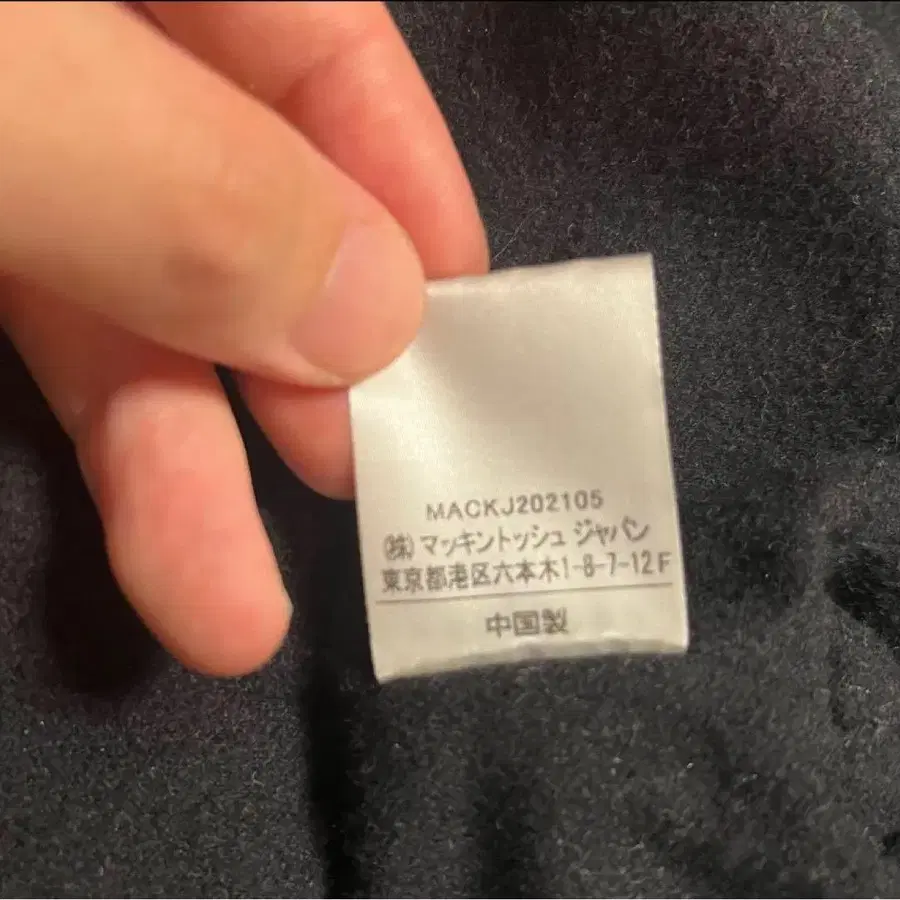 MACKJ202105
㈱マッキントッシュ ジャパン
東京都港区六本木1-8-7-12F
中国製